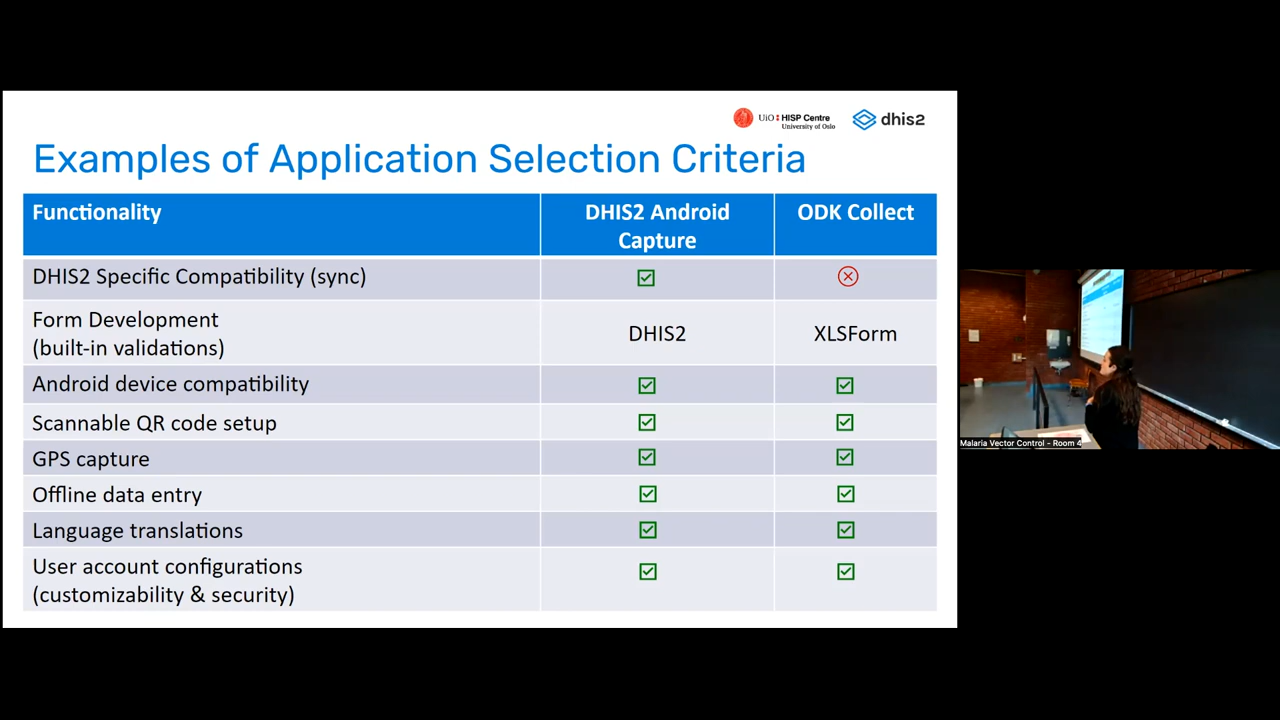 UiO HISP Centre
University of Oslo
dhis2
Examples of Application Selection Criteria
Functionality
DHIS2 Android
Capture
ODK Collect
DHIS2 Specific Compatibility (sync)
Form Development
(built-in validations)
DHIS2
XLSForm
Android device compatibility
Scannable QR code setup
GPS capture
Offline data entry
Language translations
User account configurations
(customizability & security)
Malaria Vector Control - Room 4